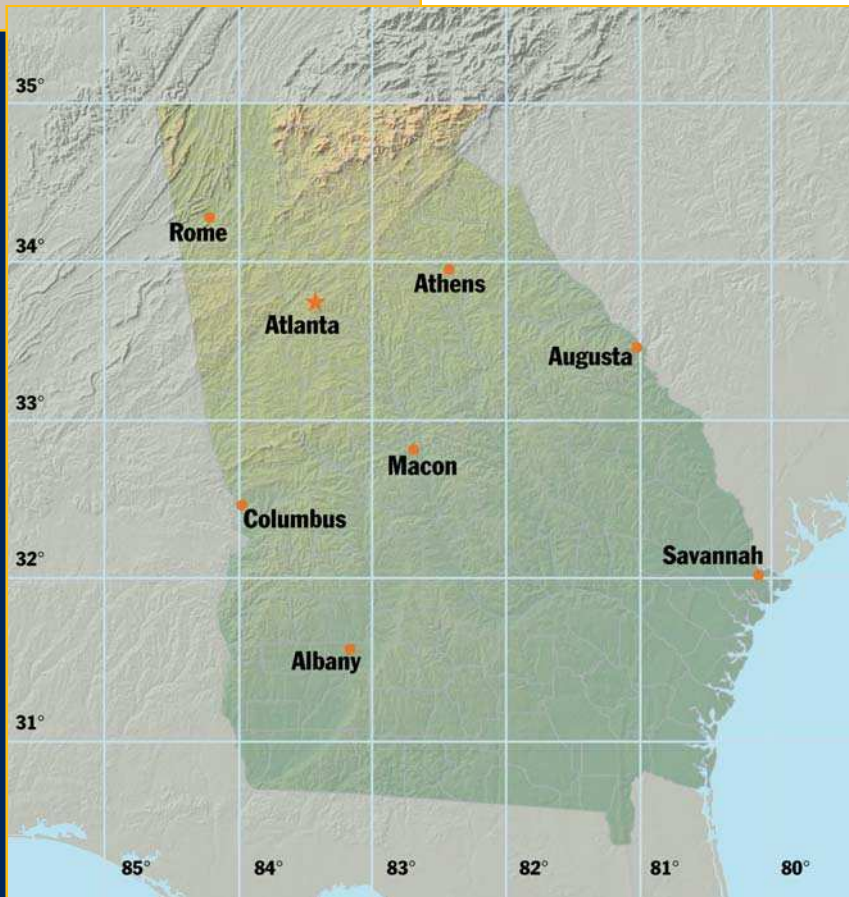 35°
Rome
34°
Athens
Atlanta
Augusta
33°
Macon
Columbus
32°
Savannah
Albany
31°
85° 84° 83° 82° 81° 80°